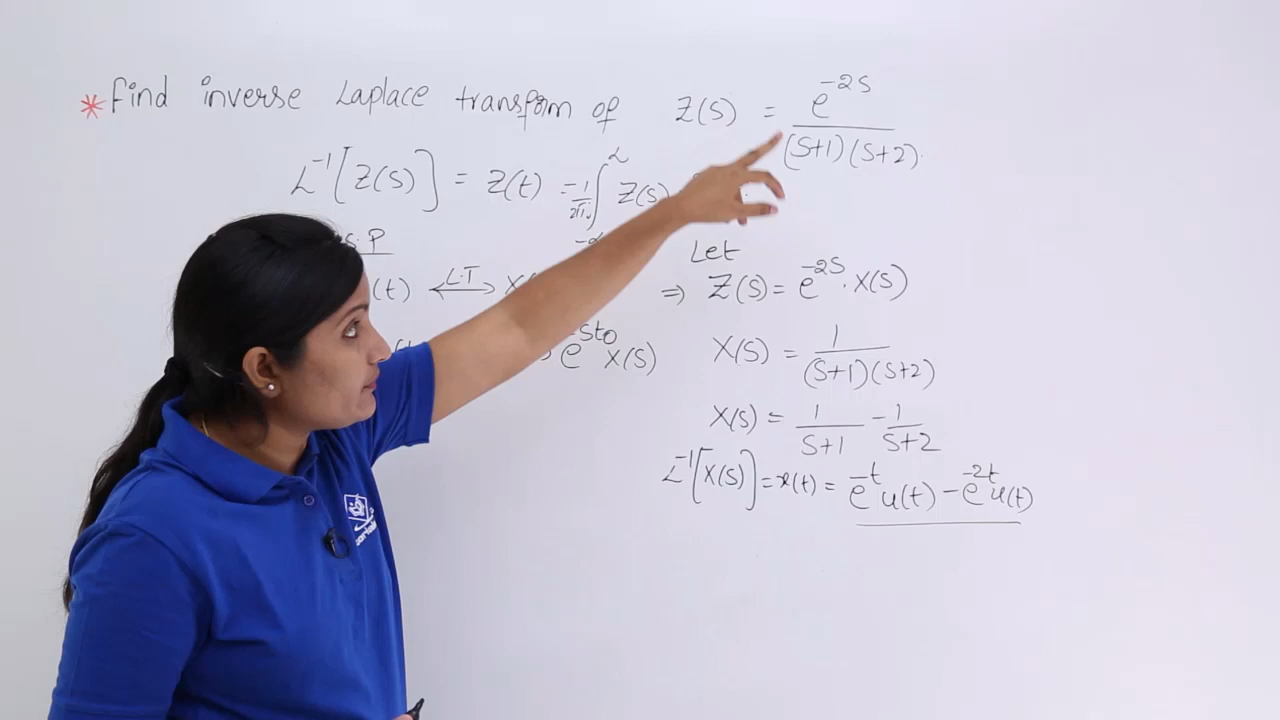 * Find inverse Laplace transform of Z(S) = e^{-2S} / (S+1)(S+2).
L^{-1}[Z(S)] = Z(t) = 1/2πj ∫ Z(S)
S.P
(t) ←L.T→ X
e^{-Sto} X(S)
Let
⇒ Z(S) = e^{-2S} . X(S)
X(S) = 1 / (S+1)(S+2)
X(S) = 1/S+1 - 1/S+2
L^{-1}[X(S)] = x(t) = e^{-t} u(t) - e^{-2t} u(t)